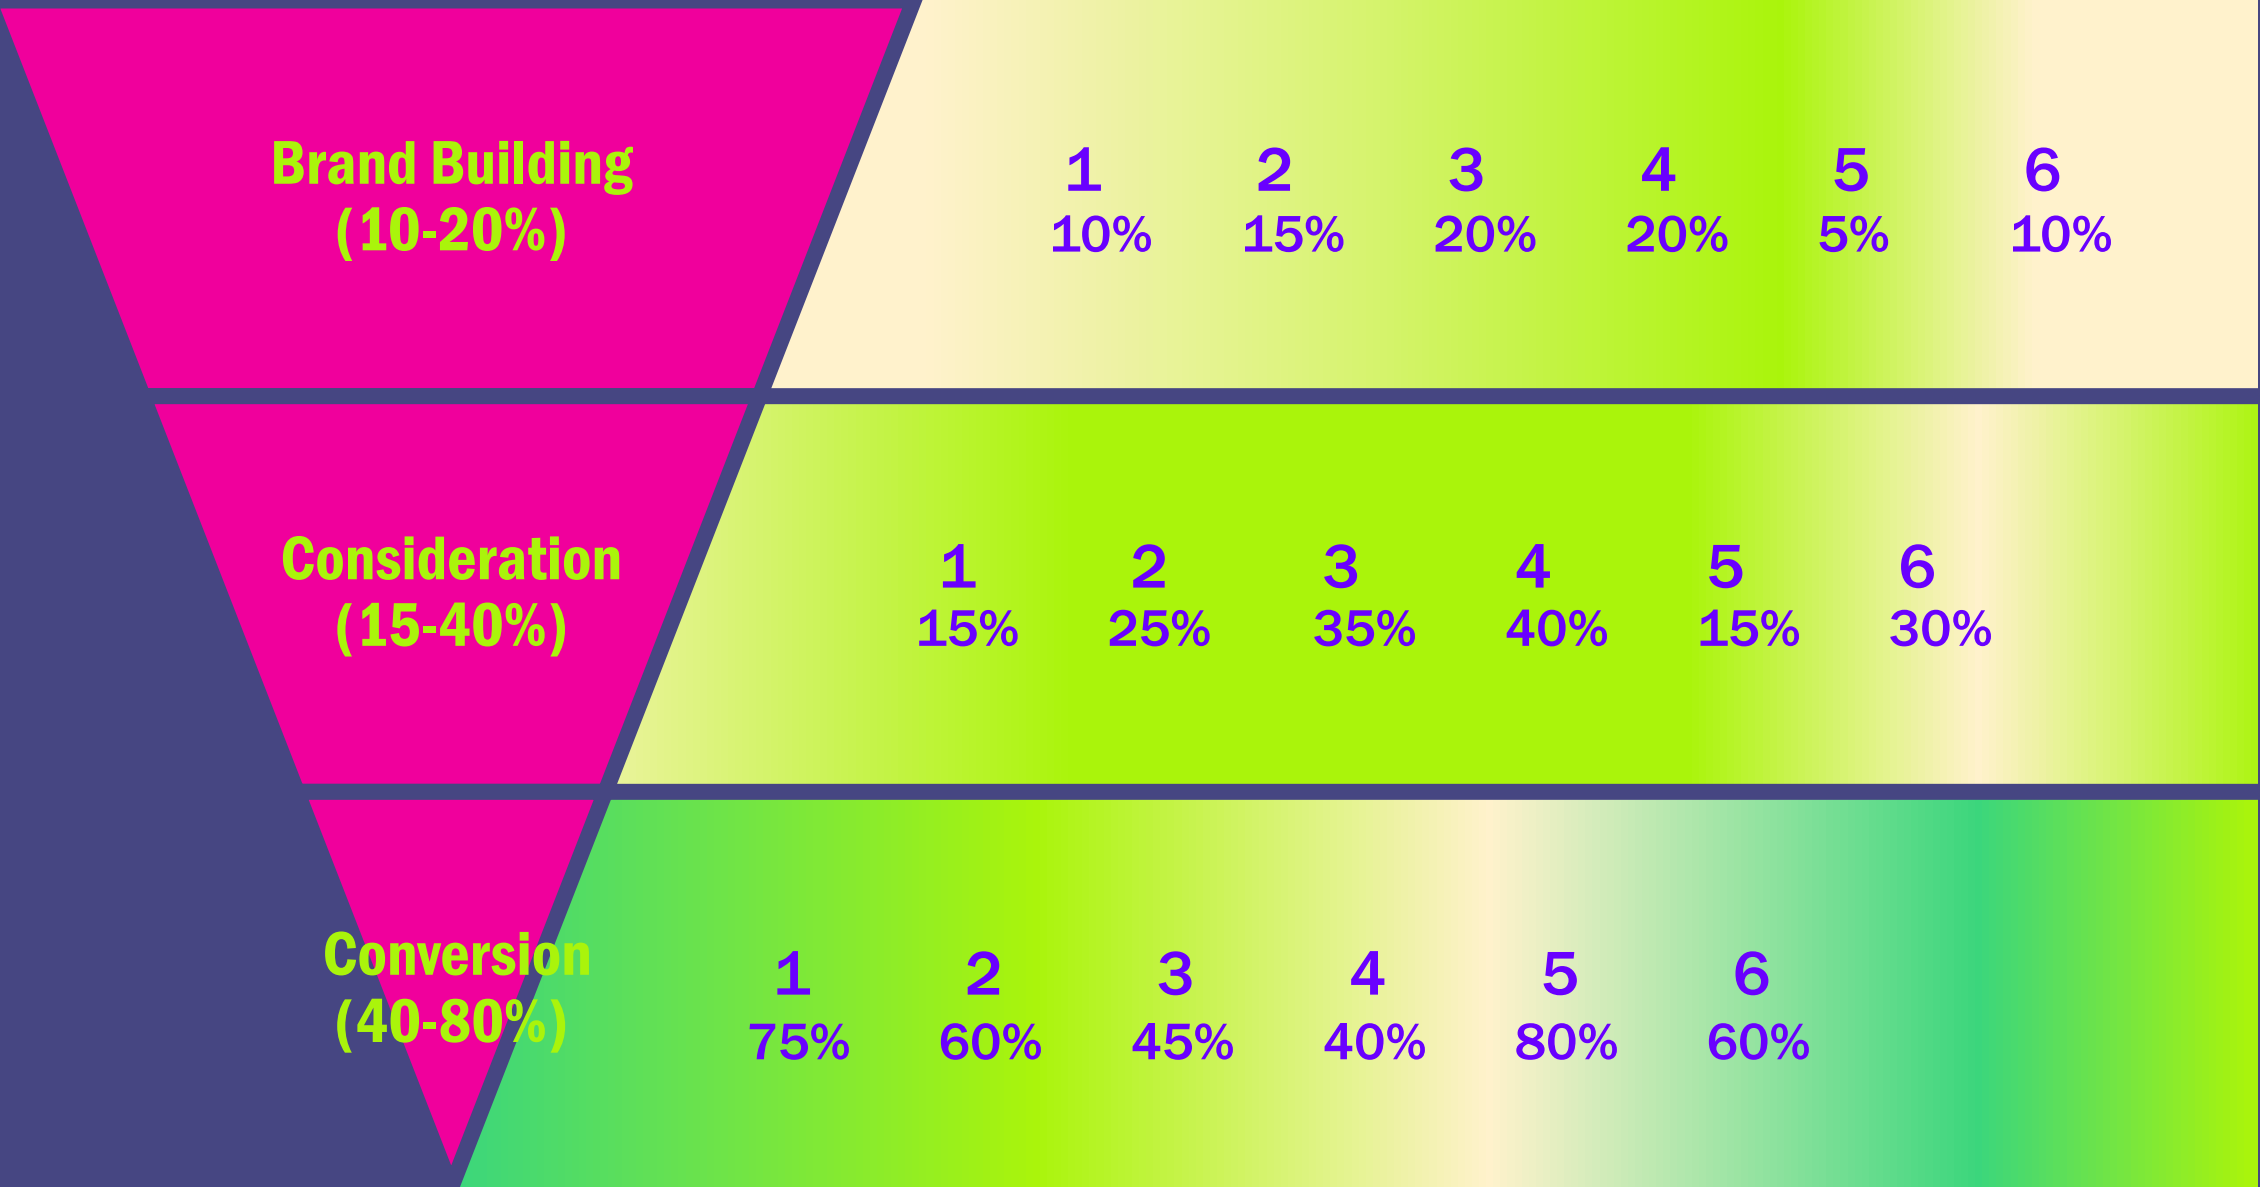 Brand Building
(10-20%)
1 2 3 4 5 6
10% 15% 20% 20% 5% 10%
Consideration
(15-40%)
1 2 3 4 5 6
15% 25% 35% 40% 15% 30%
Conversion
(40-80%)
1 2 3 4 5 6
75% 60% 45% 40% 80% 60%